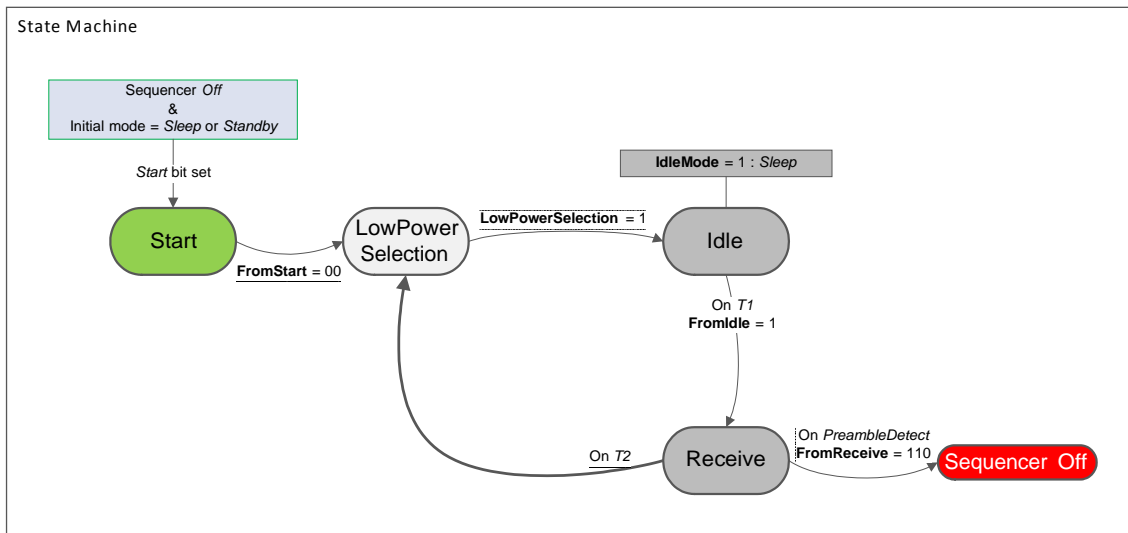 State Machine
Sequencer Off
&
Initial mode = Sleep or Standby
Start bit set
IdleMode = 1 : Sleep
Start
FromStart = 00
LowPower
Selection
LowPowerSelection = 1
Idle
On T1
FromIdle = 1
On T2
Receive
On PreambleDetect
FromReceive = 110
Sequencer Off